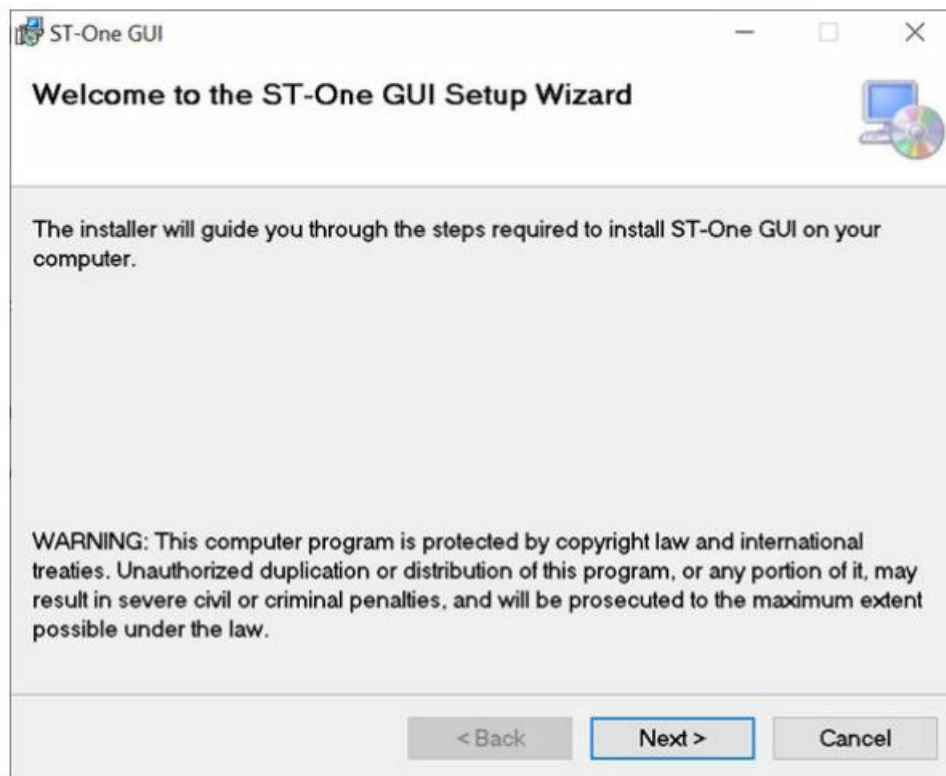 ST-One GUI
Welcome to the ST-One GUI Setup Wizard
The installer will guide you through the steps required to install ST-One GUI on your
computer.
WARNING: This computer program is protected by copyright law and international
treaties. Unauthorized duplication or distribution of this program, or any portion of it, may
result in severe civil or criminal penalties, and will be prosecuted to the maximum extent
possible under the law.
< Back
Next >
Cancel